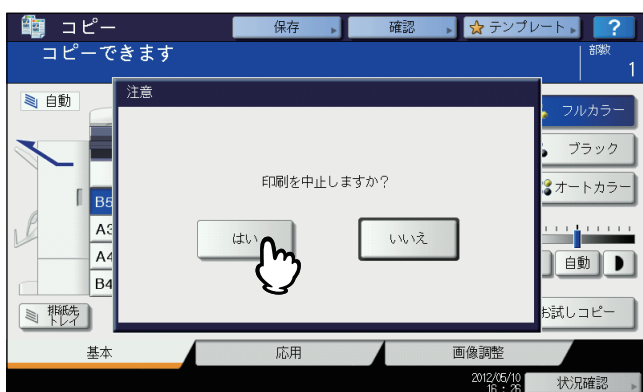 コピー
保存
確認
テンプレート
?
コピーできます
部数
1
自動
注意
フルカラー
印刷を中止しますか?
ブラック
B5
オートカラー
A3
はい
いいえ
A4
自動
B4
排紙先
トレイ
お試しコピー
基本
応用
画像調整
2012/05/10
16 : 26
状況確認